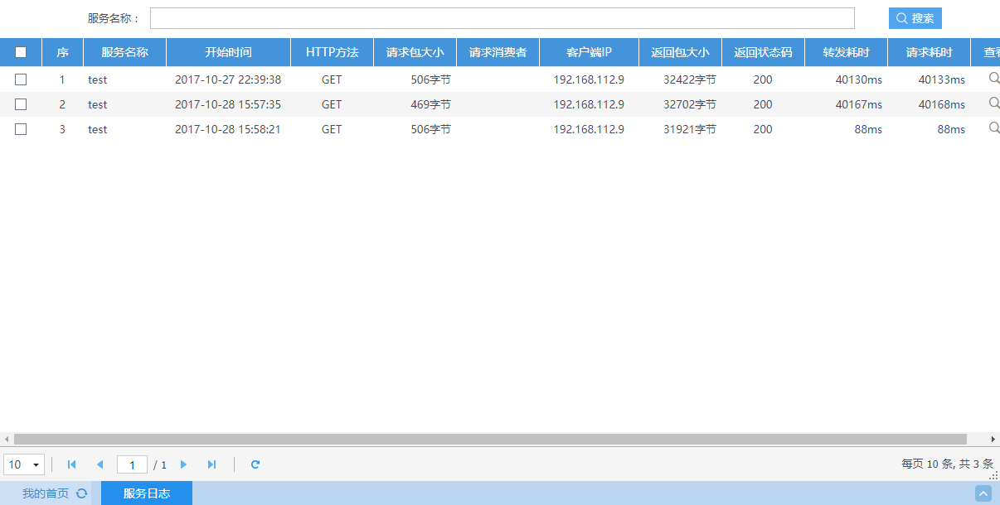 服务名称： 搜索
序 服务名称 开始时间 HTTP方法 请求包大小 请求消费者 客户端IP 返回包大小 返回状态码 转发耗时 请求耗时 查看
1 test 2017-10-27 22:39:38 GET 506字节 192.168.112.9 32422字节 200 40130ms 40133ms
2 test 2017-10-28 15:57:35 GET 469字节 192.168.112.9 32702字节 200 40167ms 40168ms
3 test 2017-10-28 15:58:21 GET 506字节 192.168.112.9 31921字节 200 88ms 88ms
10 1 / 1 每页 10 条, 共 3 条
我的首页 服务日志